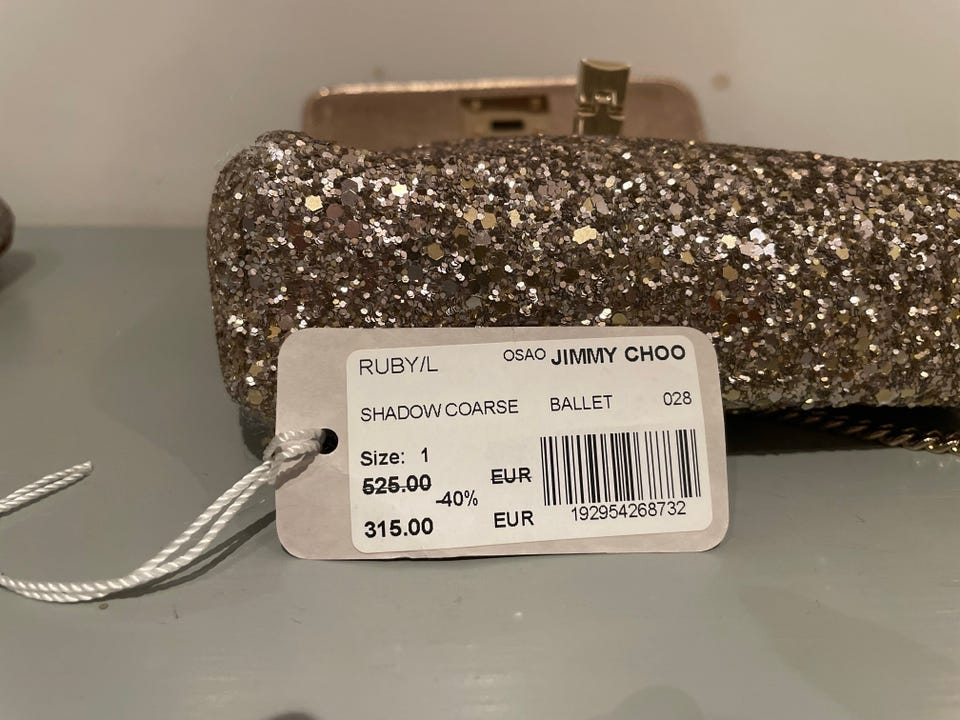 RUBY/L OSAO JIMMY CHOO
SHADOW COARSE BALLET 028
Size: 1
525.00 EUR
-40%
315.00 EUR
192954268732